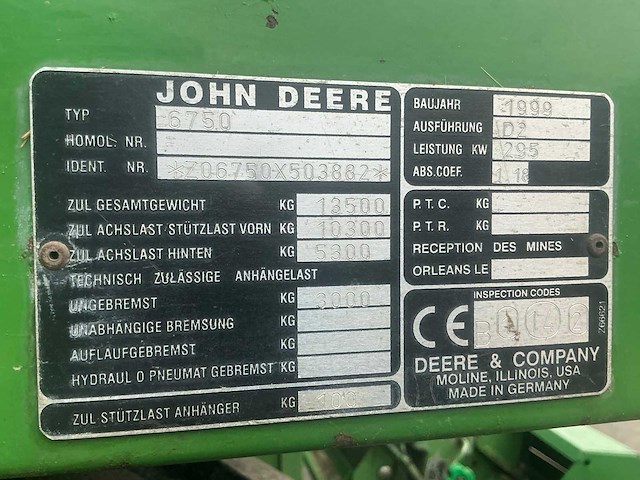 JOHN DEERE
TYP 6750
HOMOL. NR.
IDENT. NR. *Z06750X503882*
ZUL GESAMTGEWICHT KG 13500
ZUL ACHSLAST/STÜTZLAST VORN KG 10300
ZUL ACHSLAST HINTEN KG 5300
TECHNISCH ZULÄSSIGE ANHÄNGELAST
UNGEBREMST KG 3000
UNABHÄNGIGE BREMSUNG KG
AUFLAUFGEBREMST KG
HYDRAUL O PNEUMAT GEBREMST KG
ZUL STÜTZLAST ANHÄNGER KG
BAUJAHR 1999
AUSFÜHRUNG DZ
LEISTUNG KW 295
ABS.COEF. 1.18
P. T. C. KG
P. T. R. KG
RECEPTION DES MINES
ORLEANS LE
INSPECTION CODES
CE
DEERE & COMPANY
MOLINE, ILLINOIS, USA
MADE IN GERMANY
Z66621